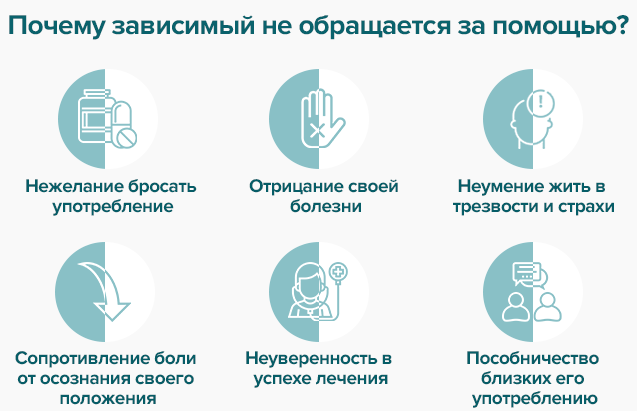 Почему зависимый не обращается за помощью?
Нежелание бросать
употребление
Отрицание своей
болезни
Неумение жить в
трезвости и страхи
Сопротивление боли
от осознания своего
положения
Неуверенность в
успехе лечения
Пособничество
близких его
употреблению